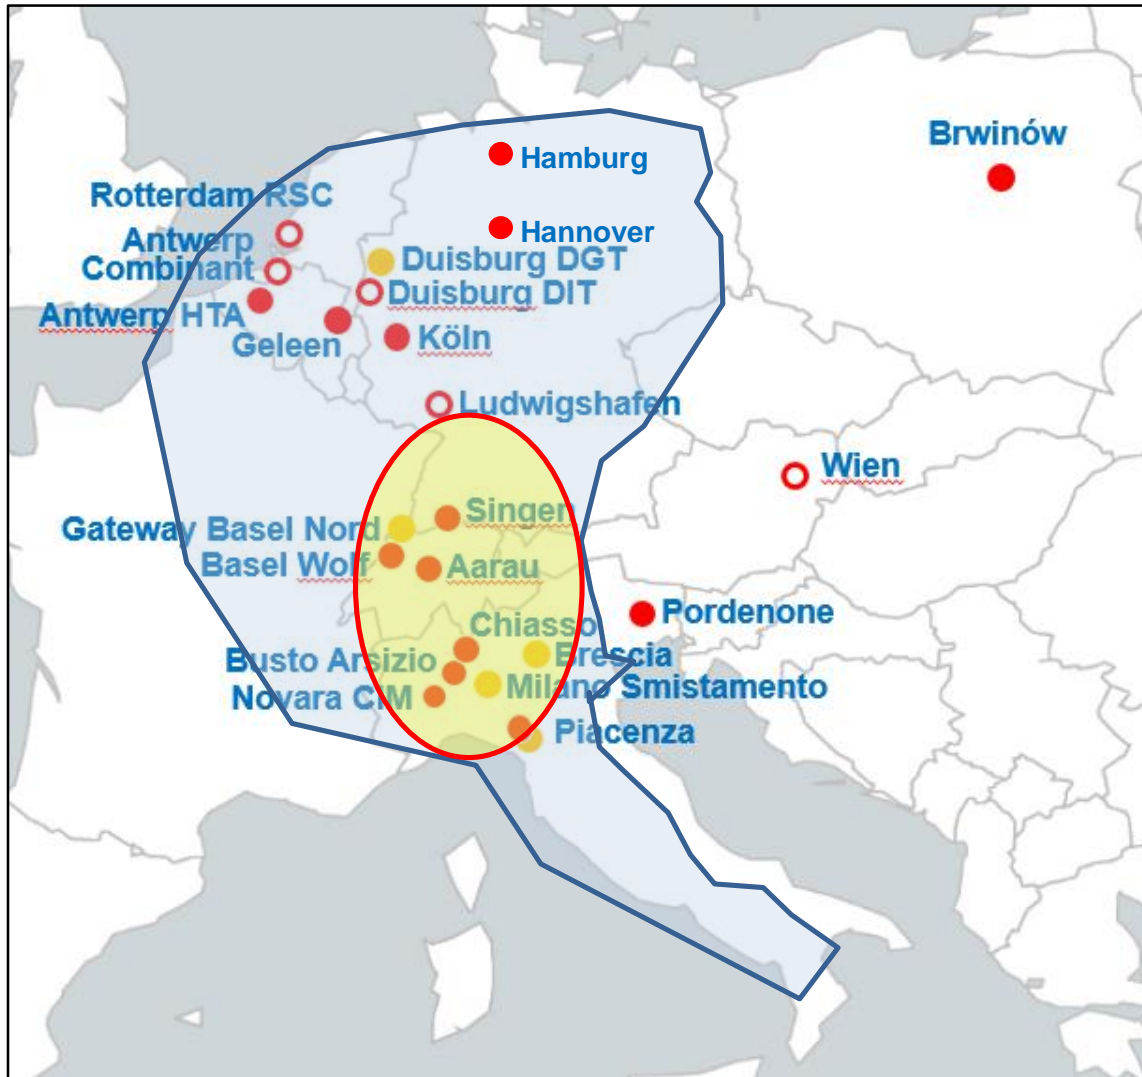 Brwinów
Hamburg
Rotterdam RSC
Hannover
Antwerp
Combinant
Duisburg DGT
Duisburg DIT
Antwerp HTA
Geleen
Köln
Ludwigshafen
Wien
Singen
Gateway Basel Nord
Basel Wolf
Aarau
Pordenone
Chiasso
Busto Arsizio
Brescia
Novara CIM
Milano Smistamento
Piacenza